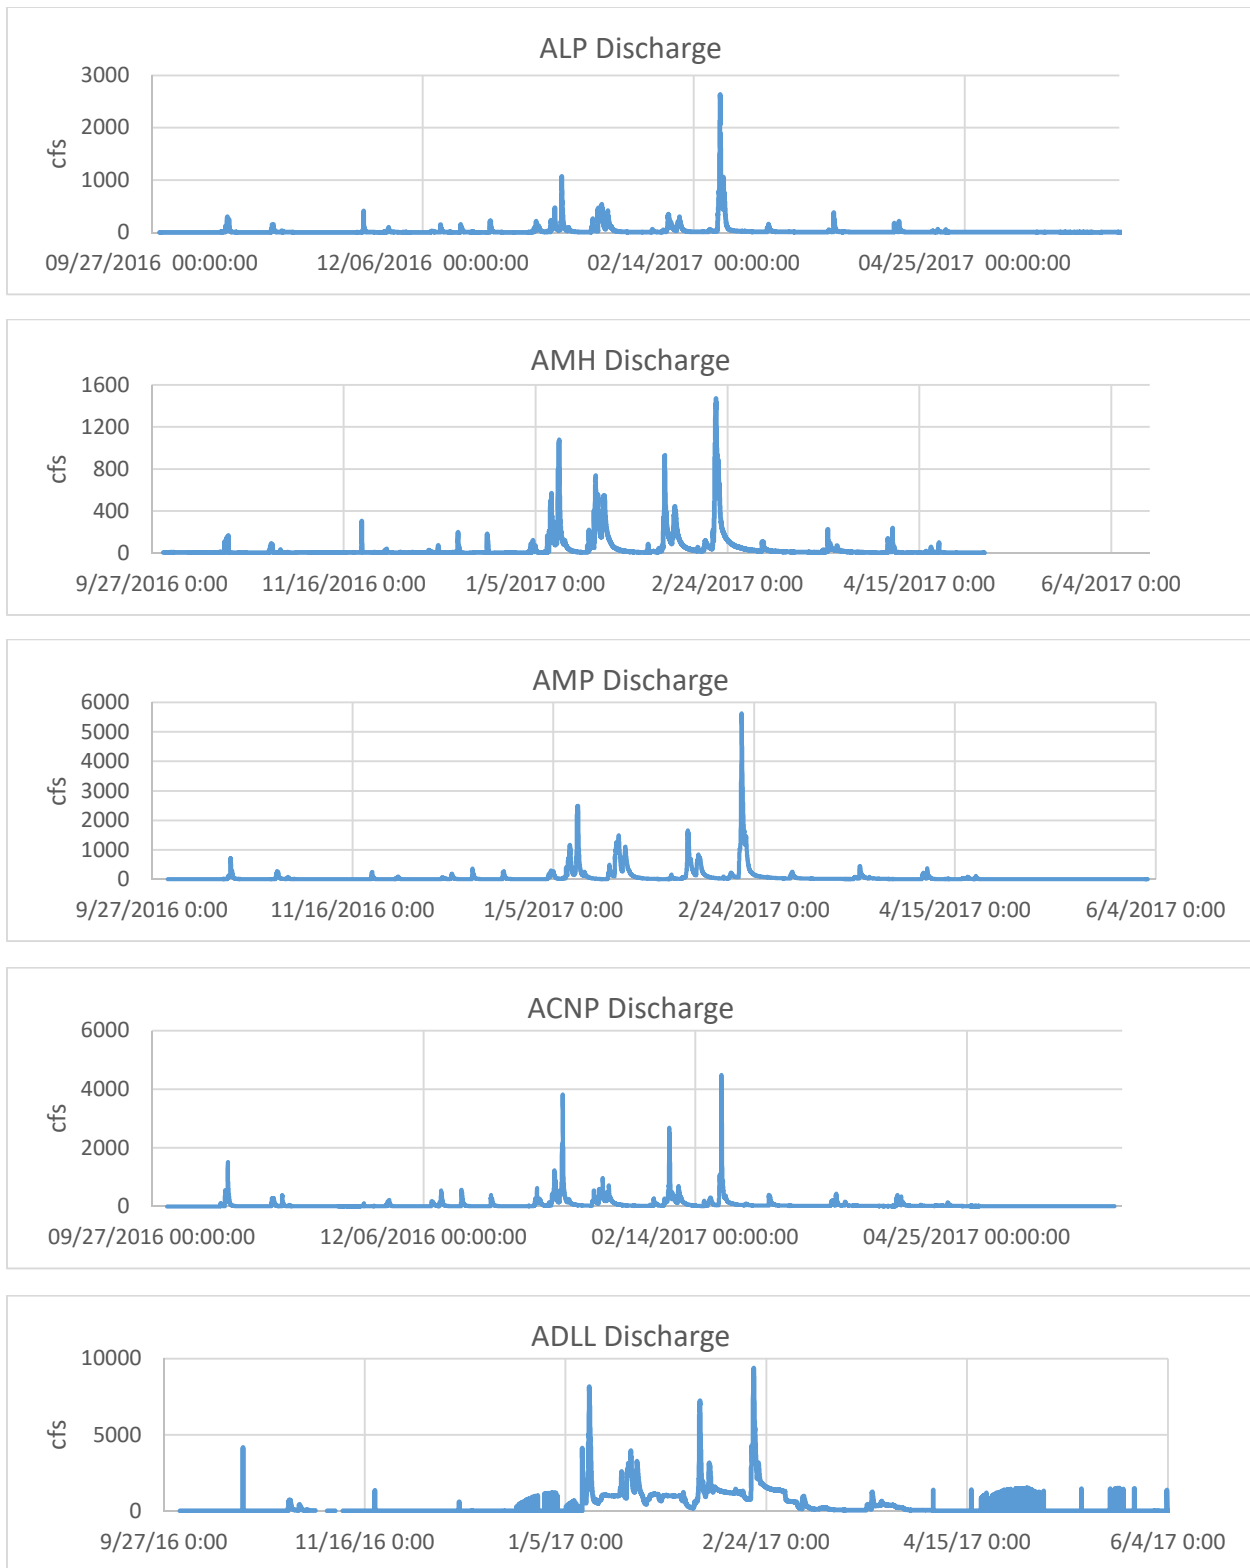 ALP Discharge
3000
2000
1000
0
cfs
09/27/2016 00:00:00 12/06/2016 00:00:00 02/14/2017 00:00:00 04/25/2017 00:00:00
AMH Discharge
1600
1200
800
400
0
cfs
9/27/2016 0:00 11/16/2016 0:00 1/5/2017 0:00 2/24/2017 0:00 4/15/2017 0:00 6/4/2017 0:00
AMP Discharge
6000
5000
4000
3000
2000
1000
0
cfs
9/27/2016 0:00 11/16/2016 0:00 1/5/2017 0:00 2/24/2017 0:00 4/15/2017 0:00 6/4/2017 0:00
ACNP Discharge
6000
4000
2000
0
cfs
09/27/2016 00:00:00 12/06/2016 00:00:00 02/14/2017 00:00:00 04/25/2017 00:00:00
ADLL Discharge
10000
5000
0
cfs
9/27/16 0:00 11/16/16 0:00 1/5/17 0:00 2/24/17 0:00 4/15/17 0:00 6/4/17 0:00